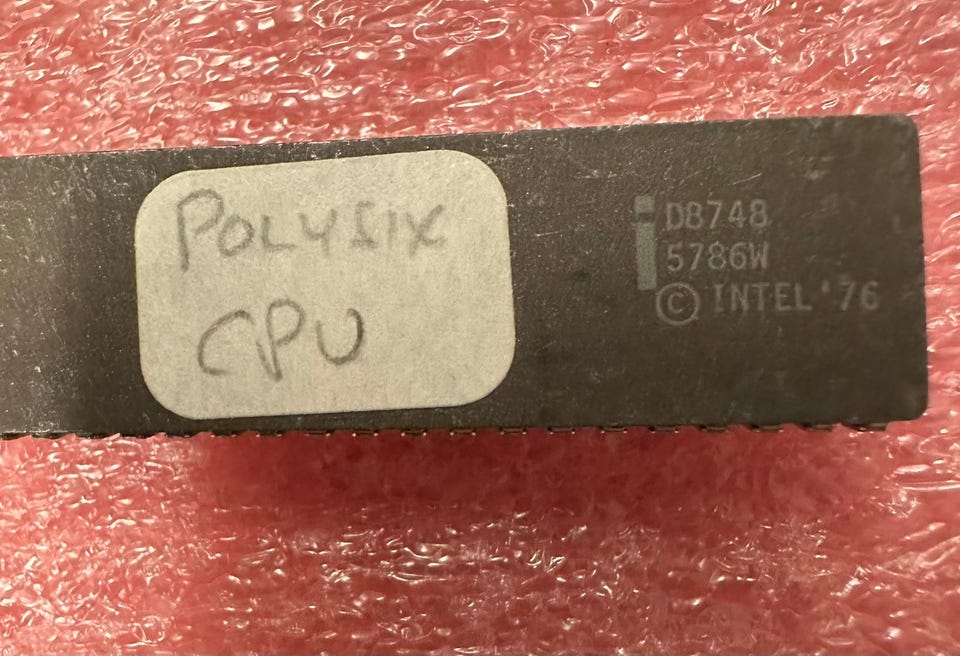 POLYSIX
CPU
D8748
5786W
© INTEL '76